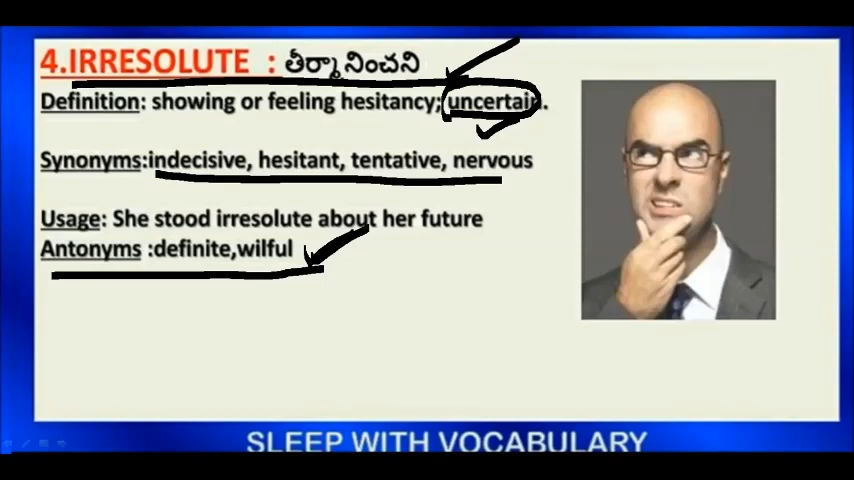 4.IRRESOLUTE : తీర్మానించని
Definition: showing or feeling hesitancy; uncertain.
Synonyms:indecisive, hesitant, tentative, nervous
Usage: She stood irresolute about her future
Antonyms :definite,wilful
SLEEP WITH VOCABULARY